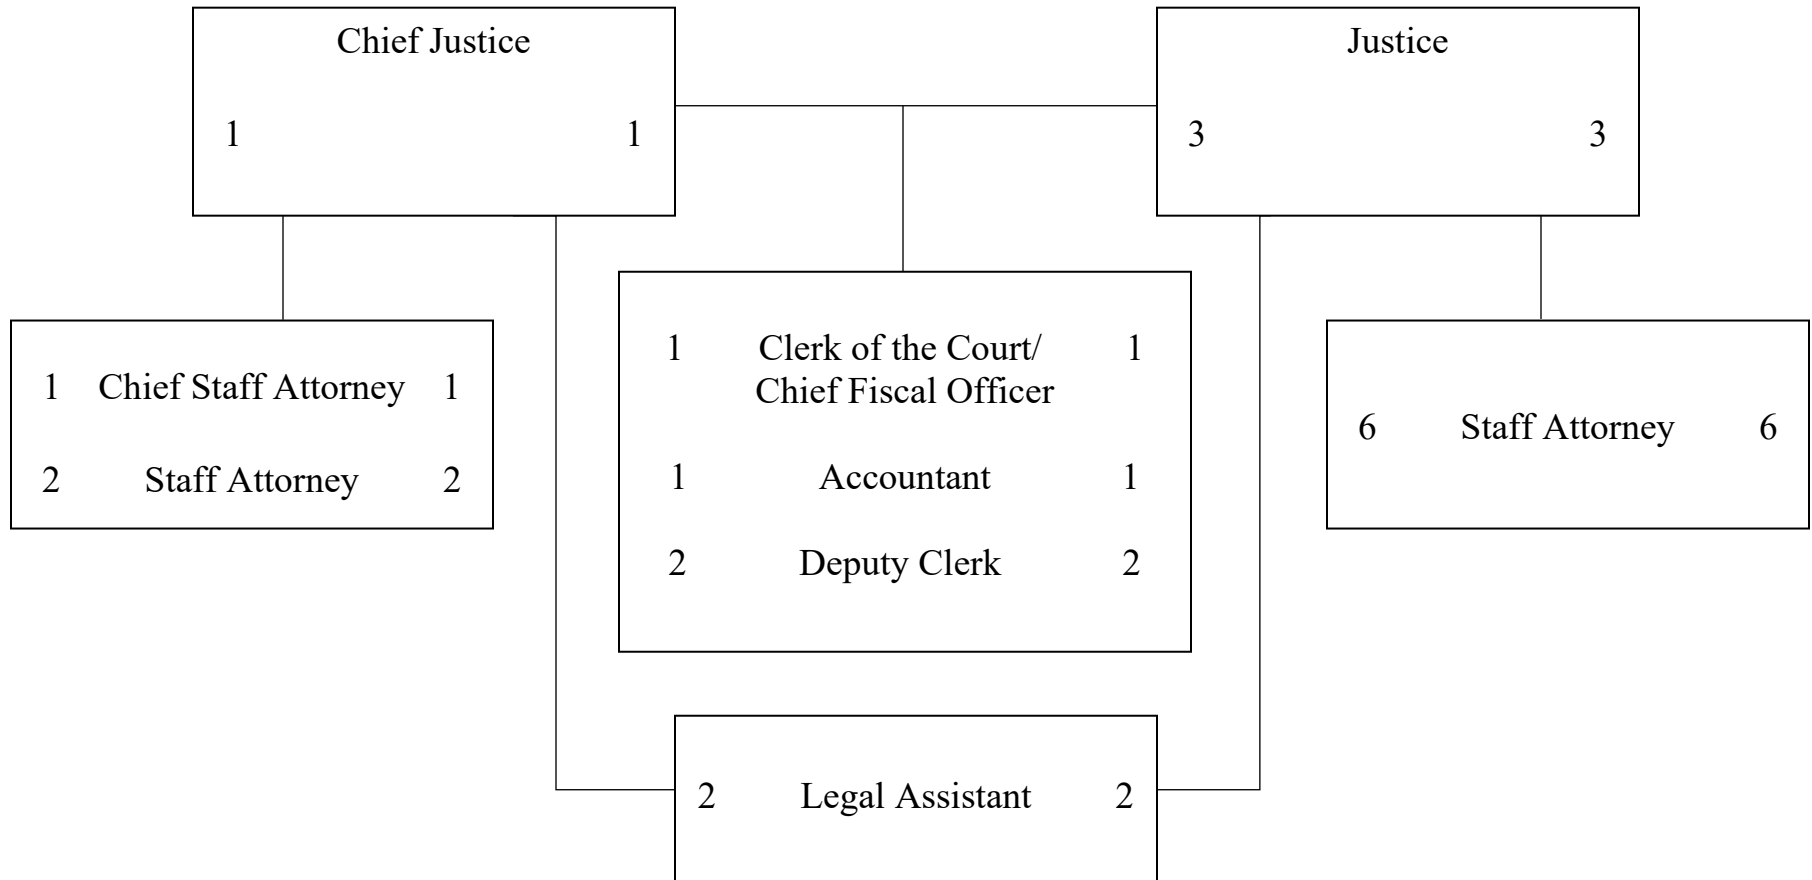 Chief Justice
1 1
Justice
3 3
1 Chief Staff Attorney 1
2 Staff Attorney 2
1 Clerk of the Court/ 1
Chief Fiscal Officer
1 Accountant 1
2 Deputy Clerk 2
6 Staff Attorney 6
2 Legal Assistant 2